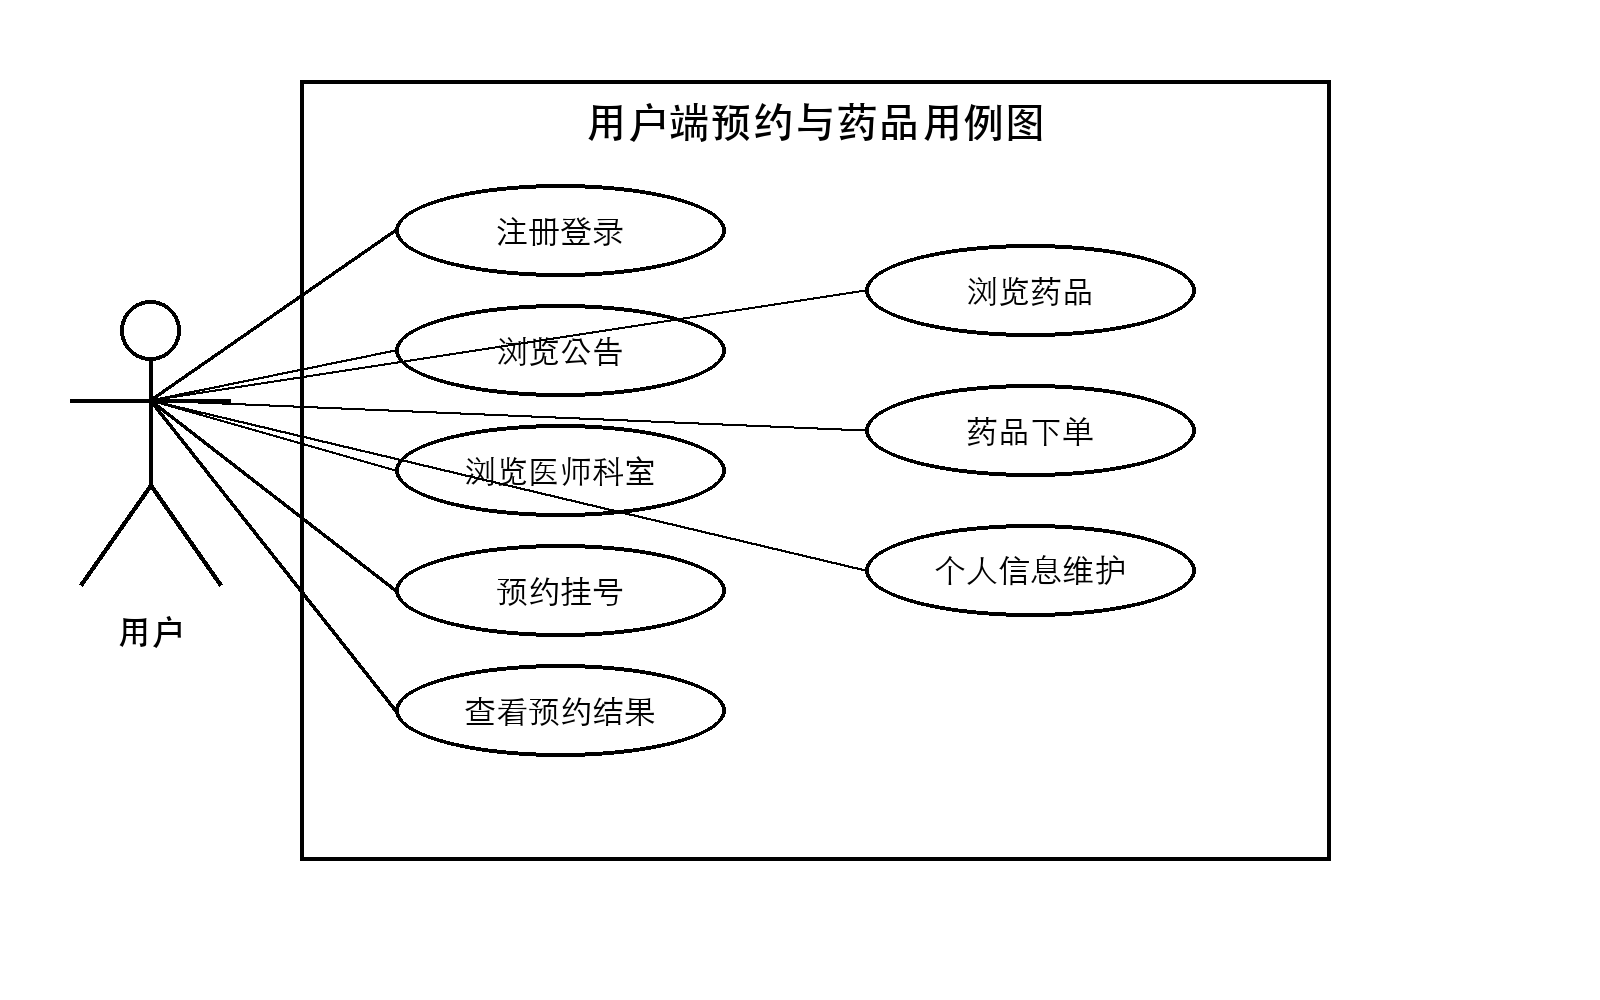 用户端预约与药品用例图
注册登录
浏览药品
浏览公告
药品下单
浏览医师科室
个人信息维护
预约挂号
用户
查看预约结果